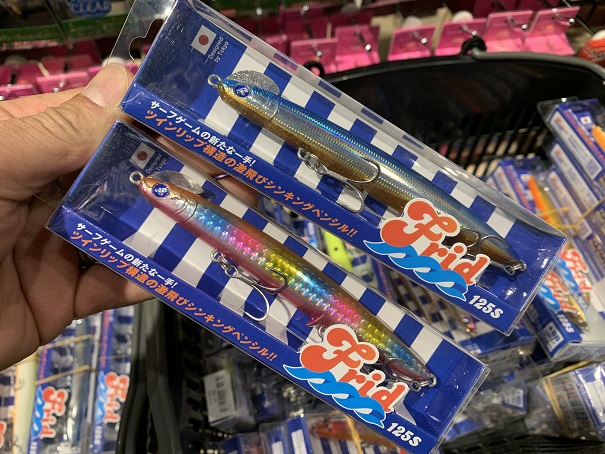 Designed
by Tokyo
サーフゲームの新たな一手!
ツインリップ構造の激飛びシンキングペンシル!!
Frid
125S
サーフゲームの新たな一手!
ツインリップ構造の激飛びシンキングペンシル!!
Frid
125S